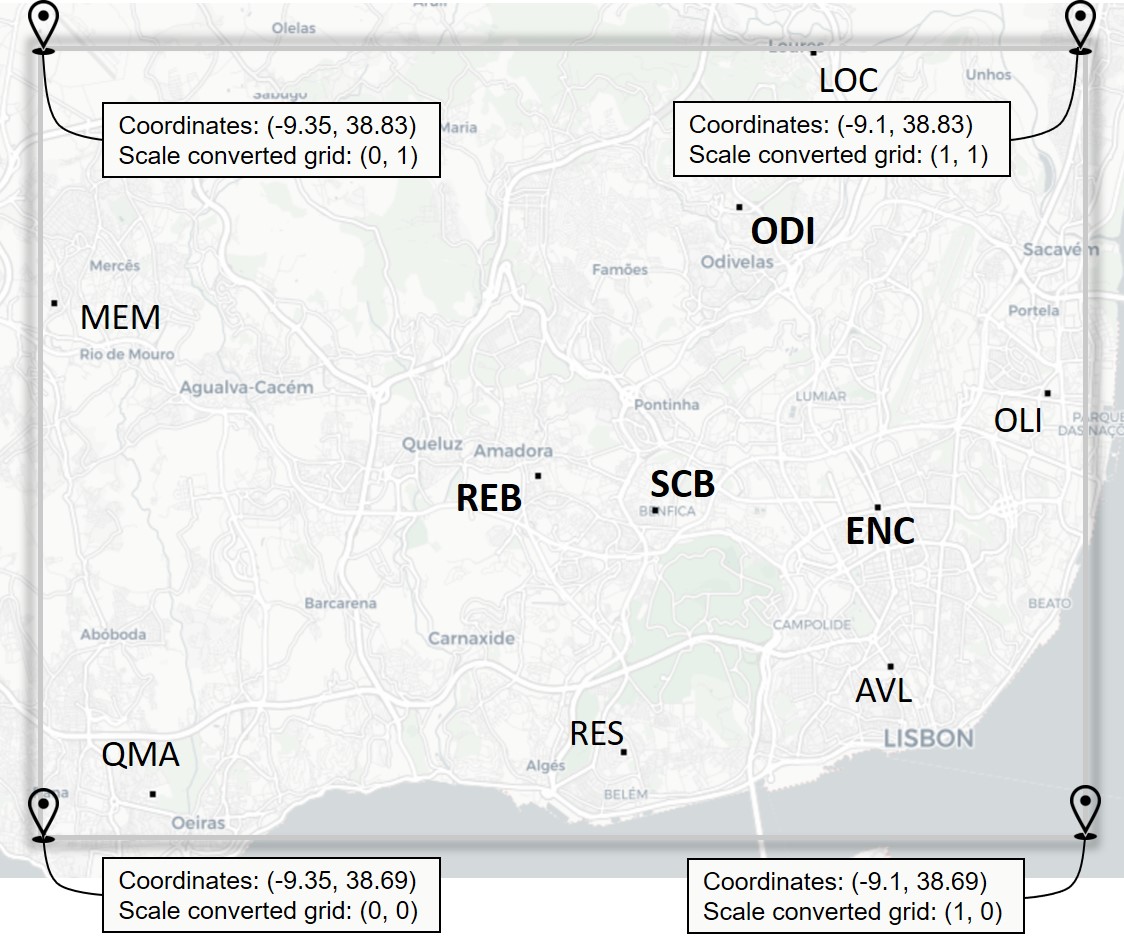 Olelas
Loures
LOC
Unhos
Sabugo
Coordinates: (-9.35, 38.83)
Scale converted grid: (0, 1)
Maria
Coordinates: (-9.1, 38.83)
Scale converted grid: (1, 1)
ODI
Sacavém
Odivelas
Mercês
Famões
MEM
Portela
Rio de Mouro
Agualva-Cacém
LUMIAR
Pontinha
OLI
PARQUE
DAS NAÇÕ
Queluz
Amadora
SCB
REB
BENFICA
ENC
Barcarena
BEATO
Abóboda
Carnaxide
CAMPOLIDE
AVL
RES
LISBON
QMA
Algés
BELÉM
Oeiras
Coordinates: (-9.35, 38.69)
Scale converted grid: (0, 0)
Coordinates: (-9.1, 38.69)
Scale converted grid: (1, 0)